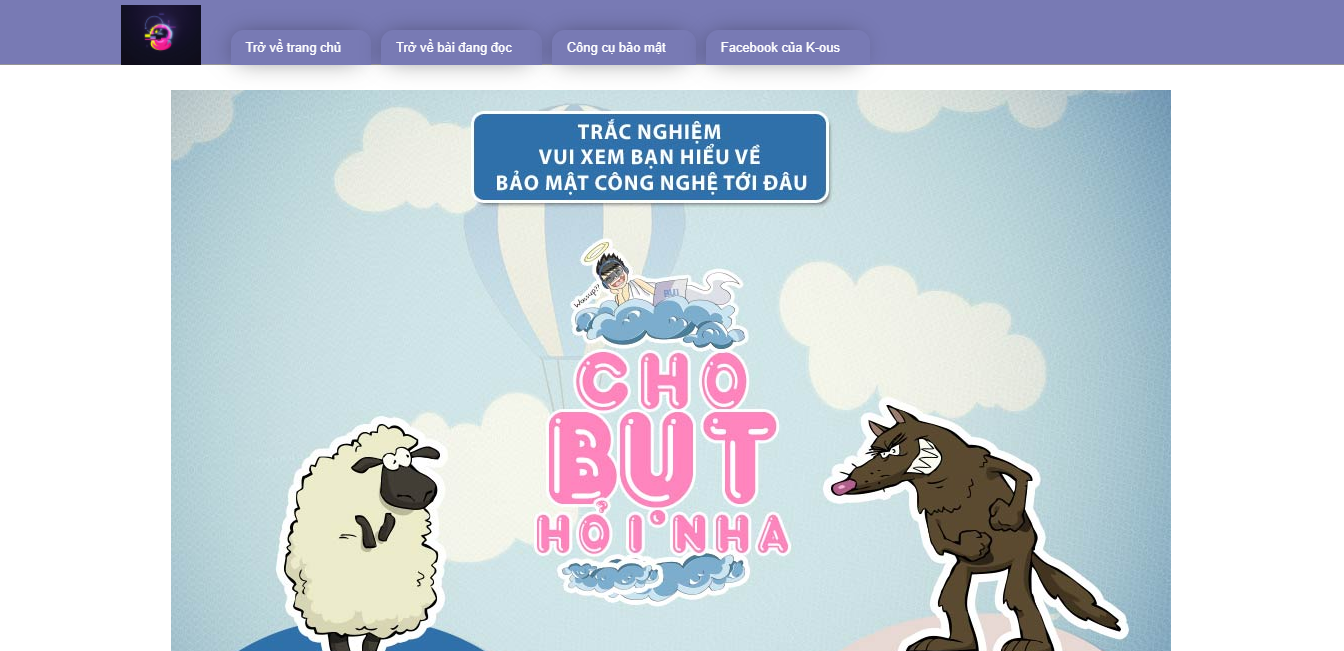 Trở về trang chủ
Trở về bài đang đọc
Công cụ bảo mật
Facebook của K-ous
TRẮC NGHIỆM
VUI XEM BẠN HIỂU VỀ
BẢO MẬT CÔNG NGHỆ TỚI ĐÂU
Wassup!?
CHO
BỤT
HỎI NHA